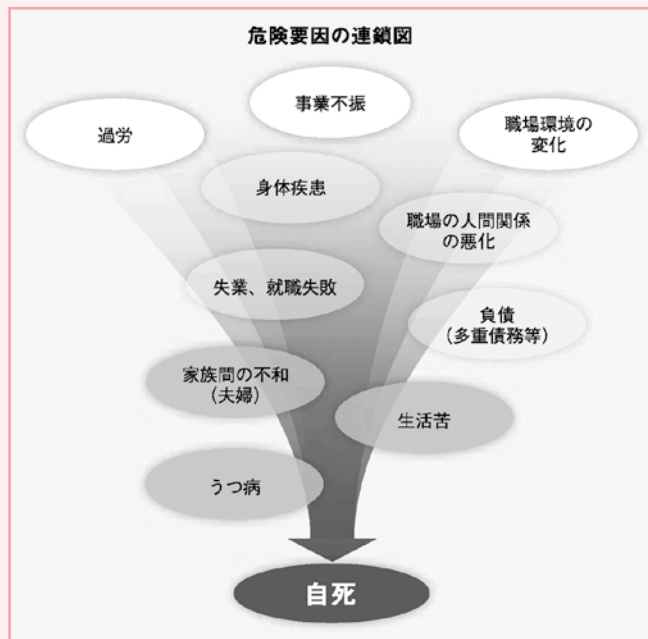 危険要因の連鎖図
事業不振
過労
職場環境の
変化
身体疾患
職場の人間関係
の悪化
失業、就職失敗
負債
（多重債務等）
家族間の不和
（夫婦）
生活苦
うつ病
自死